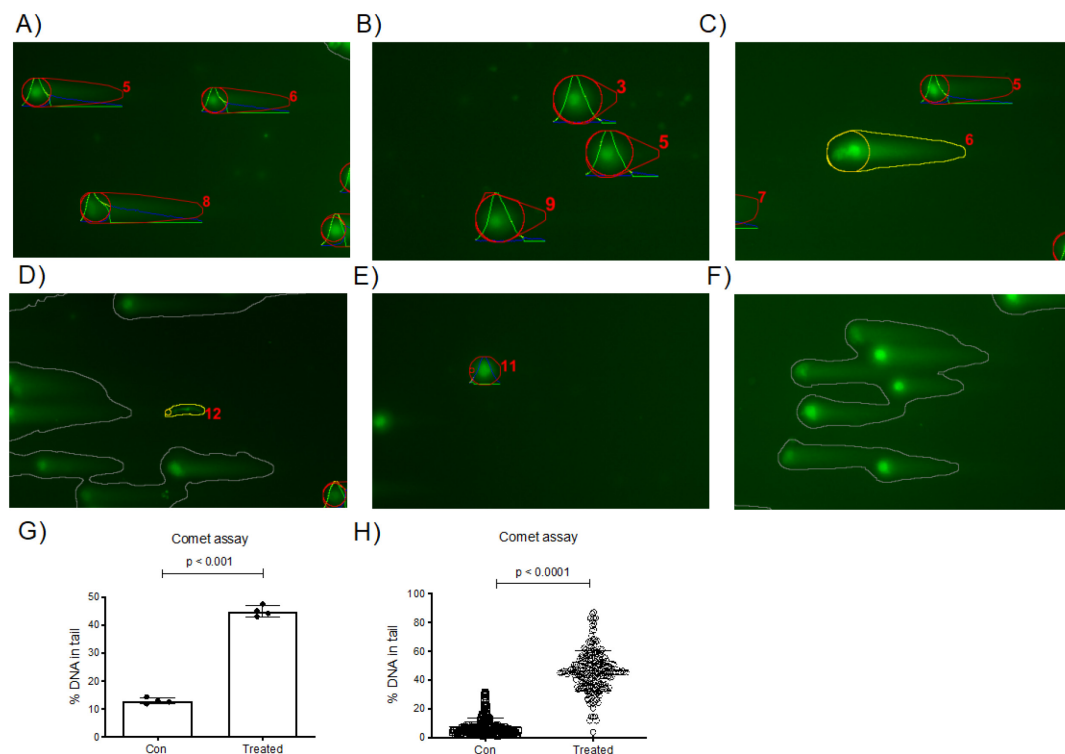 A)
B)
C)
5
6
8
3
5
9
5
6
7
D)
E)
F)
12
11
G)
Comet assay
p < 0.001
% DNA in tail
50
40
30
20
10
0
Con
Treated
H)
Comet assay
p < 0.0001
% DNA in tail
100
80
60
40
20
0
Con
Treated